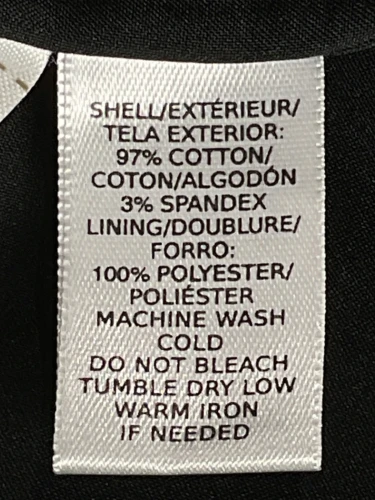 SHELL/EXTÉRIEUR/
TELA EXTERIOR:
97% COTTON/
COTON/ALGODÓN
3% SPANDEX
LINING/DOUBLURE/
FORRO:
100% POLYESTER/
POLIÉSTER
MACHINE WASH
COLD
DO NOT BLEACH
TUMBLE DRY LOW
WARM IRON
IF NEEDED